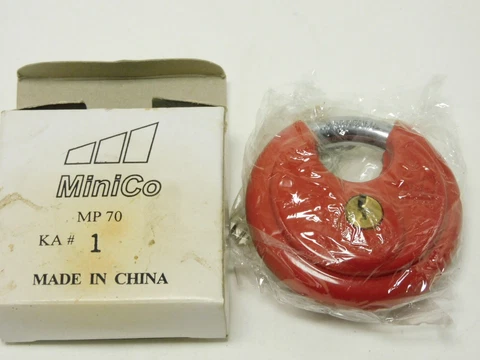 MiniCo
MP 70
KA # 1
MADE IN CHINA